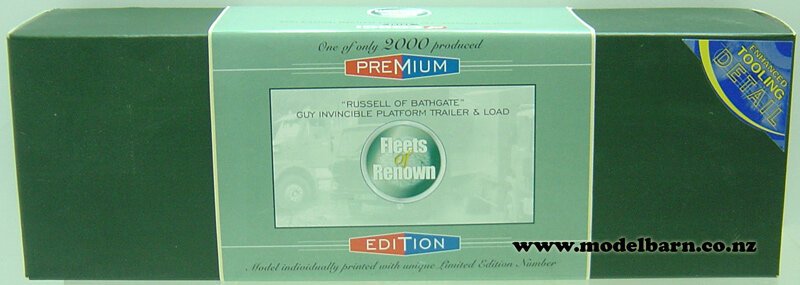 One of only 2000 produced
PREMIUM
"RUSSELL OF BATHGATE"
GUY INVINCIBLE PLATFORM TRAILER & LOAD
Fleets
of
Renown
EDITION
Model individually printed with unique Limited Edition Number
ENHANCED
TOOLING
DETAIL
www.modelbarn.co.nz